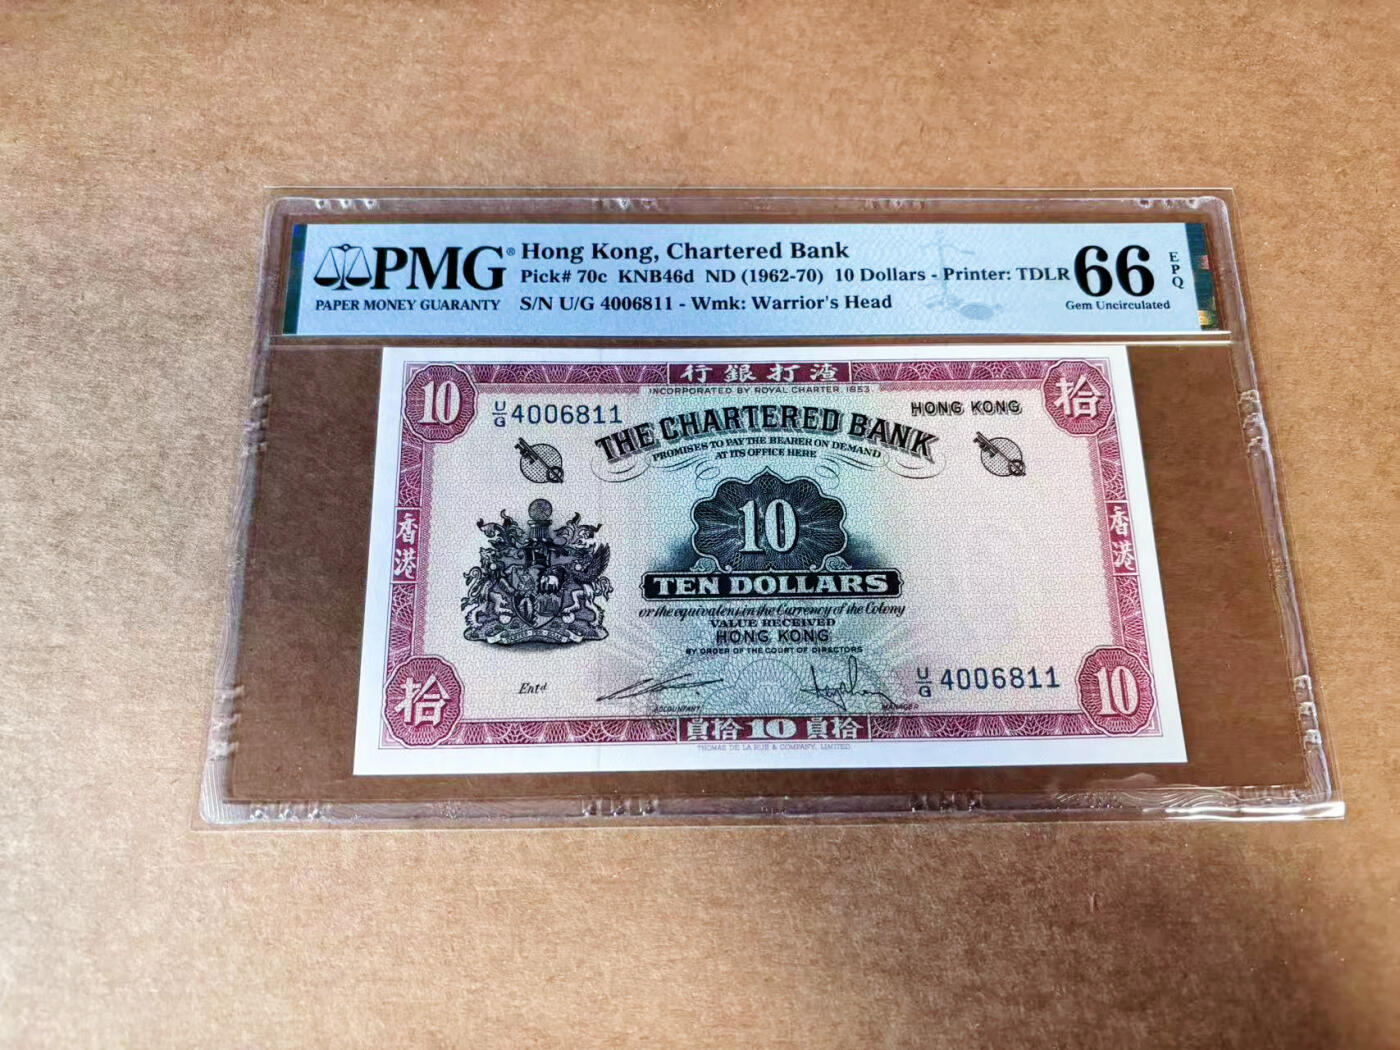 PMG®
PAPER MONEY GUARANTY
Hong Kong, Chartered Bank
Pick# 70c KNB46d ND (1962-70) 10 Dollars - Printer: TDLR
S/N U/G 4006811 - Wmk: Warrior's Head
66
EPQ
Gem Uncirculated
行銀打渣
INCORPORATED BY ROYAL CHARTER, 1853.
10
拾
U/G 4006811
HONG KONG
THE CHARTERED BANK
PROMISES TO PAY THE BEARER ON DEMAND
AT ITS OFFICE HERE
10
香港
香港
TEN DOLLARS
or the equivalent in the Currency of the Colony
VALUE RECEIVED
HONG KONG
BY ORDER OF THE COURT OF DIRECTORS
U/G 4006811
Entd
ACCOUNTANT
MANAGER
拾
10
員拾 10 員拾
THOMAS DE LA RUE & COMPANY, LIMITED.